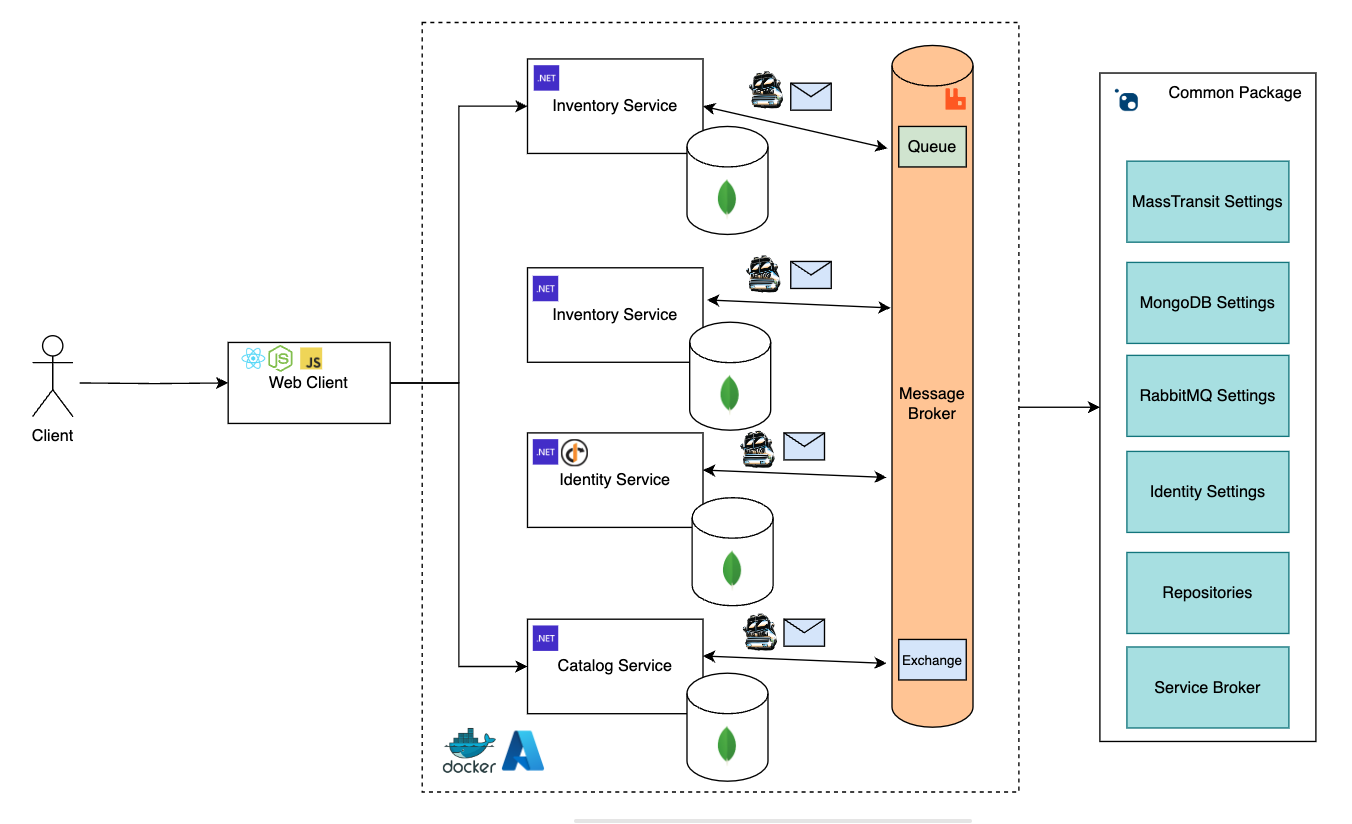 .NET
Inventory Service
Queue
Common Package
MassTransit Settings
.NET
Inventory Service
MongoDB Settings
JS
JS
Web Client
Client
Message
Broker
RabbitMQ Settings
.NET
Identity Service
Identity Settings
Repositories
.NET
Catalog Service
Exchange
Service Broker
docker